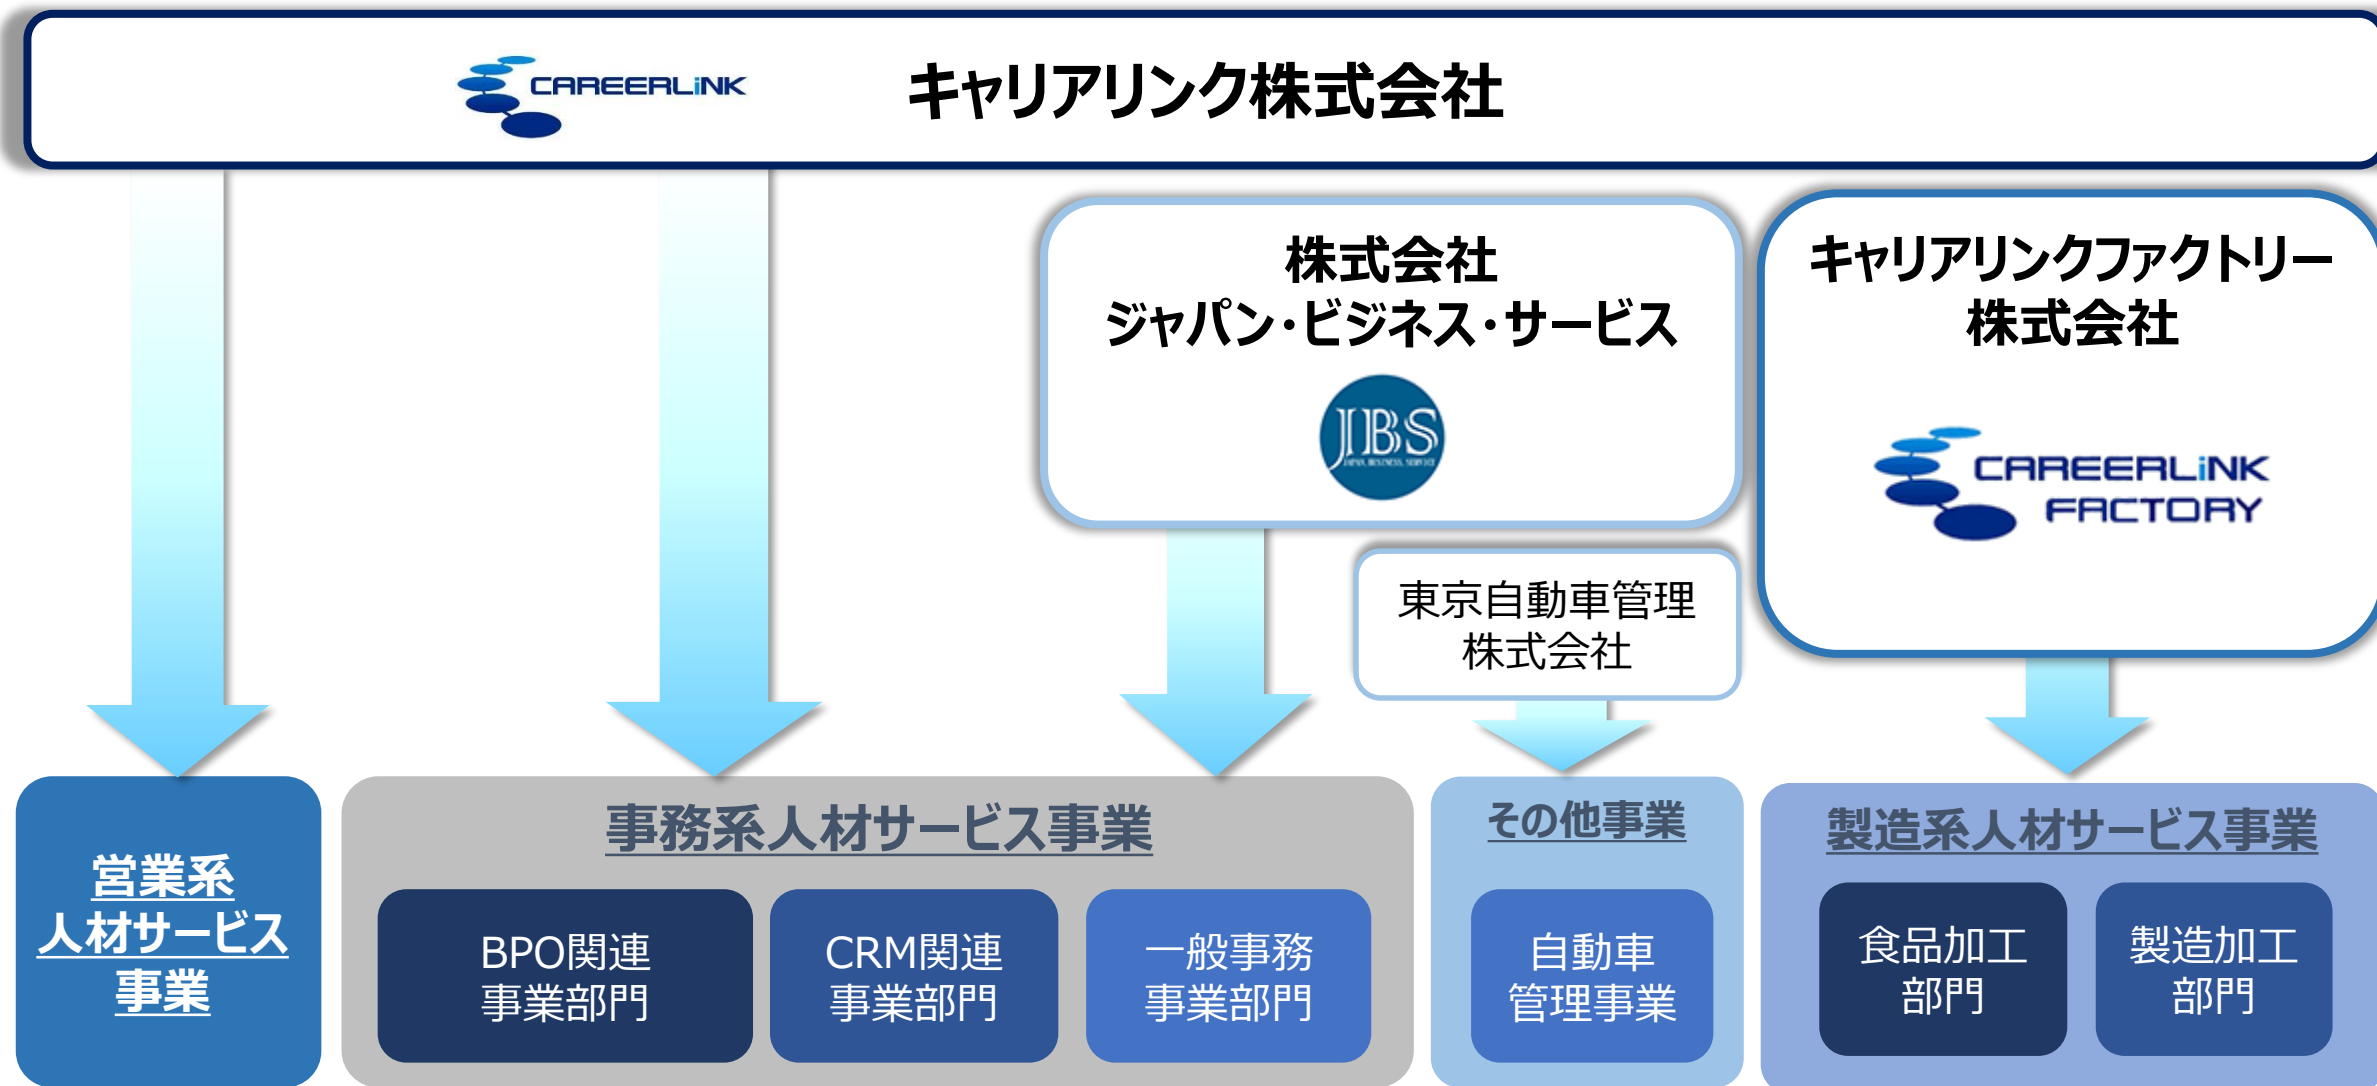 CAREERLiNK
キャリアリンク株式会社
株式会社
ジャパン・ビジネス・サービス
JBS
JAPAN, BUSINESS, SERVICE
キャリアリンクファクトリー
株式会社
CAREERLiNK
FACTORY
東京自動車管理
株式会社
営業系
人材サービス
事業
事務系人材サービス事業
BPO関連
事業部門
CRM関連
事業部門
一般事務
事業部門
その他事業
自動車
管理事業
製造系人材サービス事業
食品加工
部門
製造加工
部門